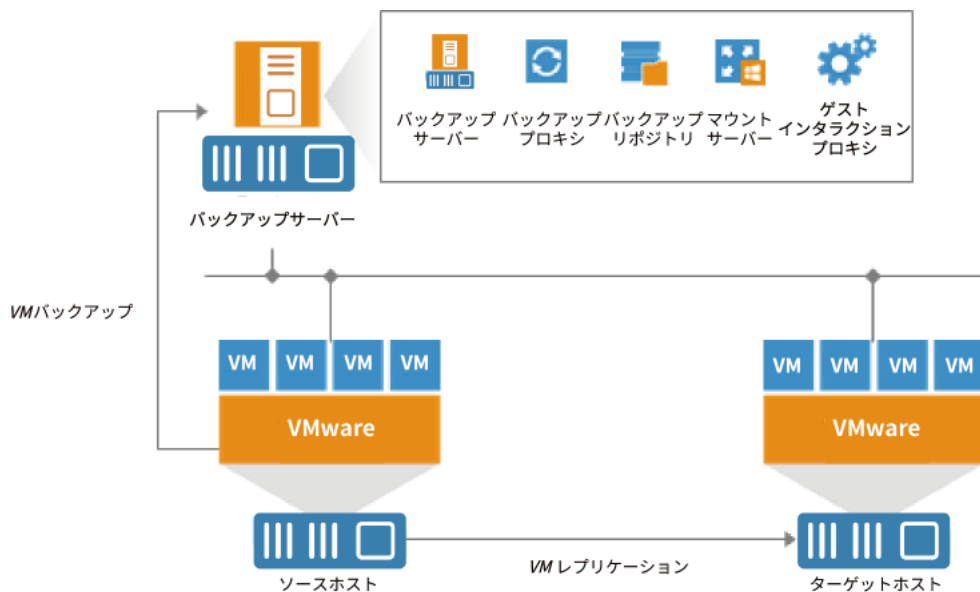 バックアップ
サーバー
バックアップ
プロキシ
バックアップ
リポジトリ
マウント
サーバー
ゲスト
インタラクション
プロキシ
バックアップサーバー
VMバックアップ
VM
VM
VM
VM
VM
VM
VM
VM
VMware
VMware
VM レプリケーション
ソースホスト
ターゲットホスト